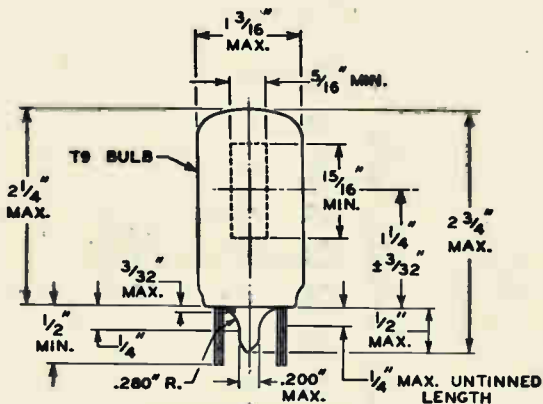 1 3/16"
MAX.
5/16" MIN.
T9 BULB
2 1/4"
MAX.
15/16"
MIN.
2 3/4"
MAX.
1 1/4"
± 3/32"
3/32"
MAX.
1/2"
MIN.
1/4"
1/2"
MAX.
.280" R.
.200"
MAX.
1/4" MAX. UNTINNED
LENGTH